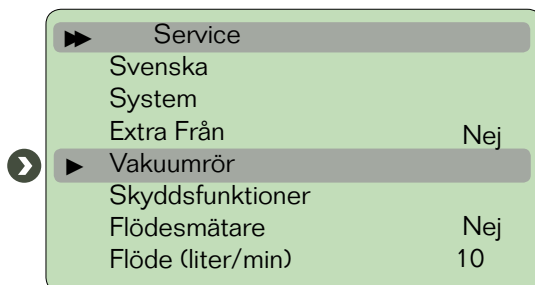 Service
Svenska
System
Extra Från Nej
Vakuumrör
Skyddsfunktioner
Flödesmätare Nej
Flöde (liter/min) 10